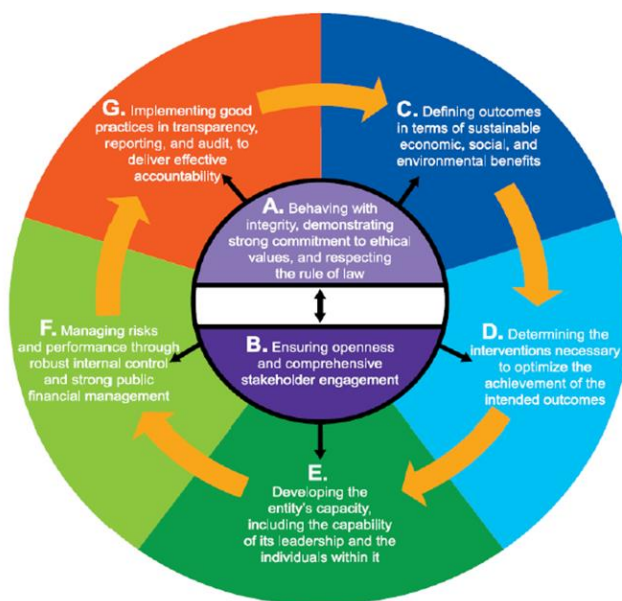 G. Implementing good
practices in transparency,
reporting, and audit, to
deliver effective
accountability
C. Defining outcomes
in terms of sustainable
economic, social, and
environmental benefits
A. Behaving with
integrity, demonstrating
strong commitment to ethical
values, and respecting
the rule of law
F. Managing risks
and performance through
robust internal control
and strong public
financial management
B. Ensuring openness
and comprehensive
stakeholder engagement
D. Determining the
interventions necessary
to optimize the
achievement of the
intended outcomes
E.
Developing the
entity's capacity,
including the capability
of its leadership and the
individuals within it